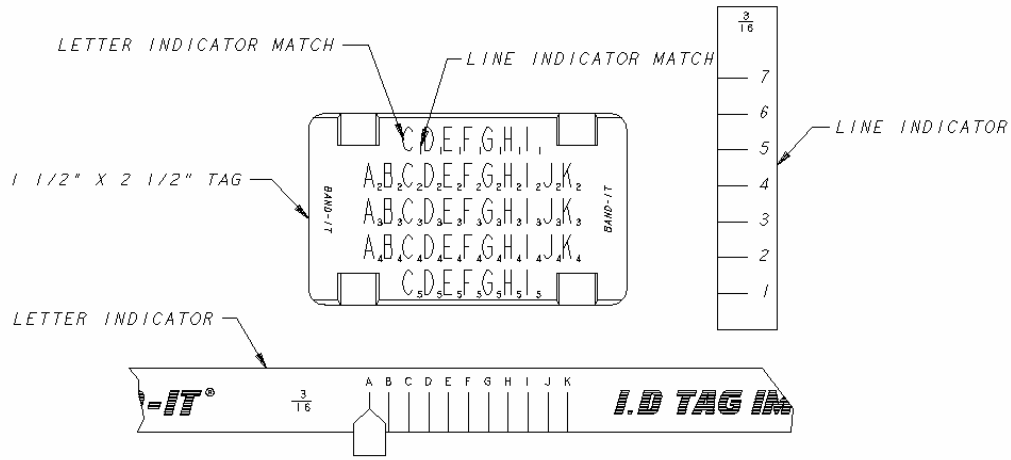 LETTER INDICATOR MATCH
LINE INDICATOR MATCH
3/16
7
6
5
4
3
2
1
LINE INDICATOR
1 1/2" X 2 1/2" TAG
BAND-IT
C₁D₁E₁F₁G₁H₁I₁
A₂B₂C₂D₂E₂F₂G₂H₂I₂J₂K₂
A₃B₃C₃D₃E₃F₃G₃H₃I₃J₃K₃
A₄B₄C₄D₄E₄F₄G₄H₄I₄J₄K₄
C₅D₅E₅F₅G₅H₅I₅
BAND-IT
LETTER INDICATOR
-IT®
3/16
A B C D E F G H I J K
I.D TAG IM